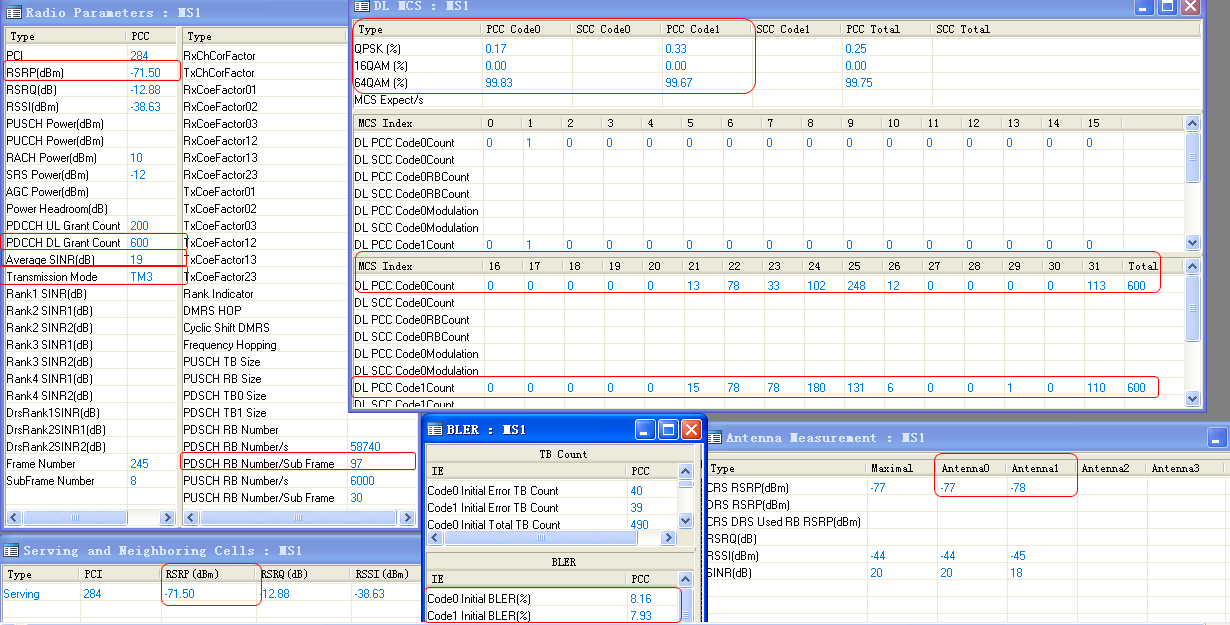 Radio Parameters : MS1
Type PCC
PCI 284
RSRP(dBm) -71.50
RSRQ(dB) -12.88
RSSI(dBm) -38.63
PUSCH Power(dBm)
PUCCH Power(dBm)
RACH Power(dBm) 10
SRS Power(dBm) -12
AGC Power(dBm)
Power Headroom(dB)
PDCCH UL Grant Count 200
PDCCH DL Grant Count 600
Average SINR(dB) 19
Transmission Mode TM3
Rank1 SINR(dB)
Rank2 SINR1(dB)
Rank2 SINR2(dB)
Rank3 SINR1(dB)
Rank3 SINR2(dB)
Rank4 SINR1(dB)
Rank4 SINR2(dB)
DrsRank1SINR(dB)
DrsRank2SINR1(dB)
DrsRank2SINR2(dB)
Frame Number 245
SubFrame Number 8
Type
RxChCorFactor
TxChCorFactor
RxCoeFactor01
RxCoeFactor02
RxCoeFactor03
RxCoeFactor12
RxCoeFactor13
RxCoeFactor23
TxCoeFactor01
TxCoeFactor02
TxCoeFactor03
TxCoeFactor12
TxCoeFactor13
TxCoeFactor23
Rank Indicator
DMRS HOP
Cyclic Shift DMRS
Frequency Hopping
PUSCH TB Size
PUSCH RB Size
PDSCH TB0 Size
PDSCH TB1 Size
PDSCH RB Number
PDSCH RB Number/s 58740
PDSCH RB Number/Sub Frame 97
PUSCH RB Number/s 6000
PUSCH RB Number/Sub Frame 30
DL MCS : MS1
Type PCC Code0 SCC Code0 PCC Code1 SCC Code1 PCC Total SCC Total
QPSK (%) 0.17 0.33 0.25
16QAM (%) 0.00 0.00 0.00
64QAM (%) 99.83 99.67 99.75
MCS Expect/s
MCS Index 0 1 2 3 4 5 6 7 8 9 10 11 12 13 14 15
DL PCC Code0Count 0 1 0 0 0 0 0 0 0 0 0 0 0 0 0 0
DL SCC Code0Count
DL PCC Code0RBCount
DL SCC Code0RBCount
DL PCC Code0Modulation
DL SCC Code0Modulation
DL PCC Code1Count 0 1 0 0 0 0 0 0 0 0 0 0 0 0 0 0
MCS Index 16 17 18 19 20 21 22 23 24 25 26 27 28 29 30 31 Total
DL PCC Code0Count 0 0 0 0 0 13 78 33 102 248 12 0 0 0 0 113 600
DL SCC Code0Count
DL PCC Code0RBCount
DL SCC Code0RBCount
DL PCC Code0Modulation
DL SCC Code0Modulation
DL PCC Code1Count 0 0 0 0 0 15 78 78 180 131 6 0 0 1 0 110 600
DL SCC Code1Count
BLER : MS1
TB Count
IE PCC
Code0 Initial Error TB Count 40
Code1 Initial Error TB Count 39
Code0 Initial Total TB Count 490
BLER
IE PCC
Code0 Initial BLER(%) 8.16
Code1 Initial BLER(%) 7.93
Antenna Measurement : MS1
Type Maximal Antenna0 Antenna1 Antenna2 Antenna3
CRS RSRP(dBm) -77 -77 -78
DRS RSRP(dBm)
CRS DRS Used RB RSRP(dBm)
RSRQ(dB)
RSSI(dBm) -44 -44 -45
SINR(dB) 20 20 18
Serving and Neighboring Cells : MS1
Type PCI RSRP(dBm) RSRQ(dB) RSSI(dBm)
Serving 284 -71.50 -12.88 -38.63